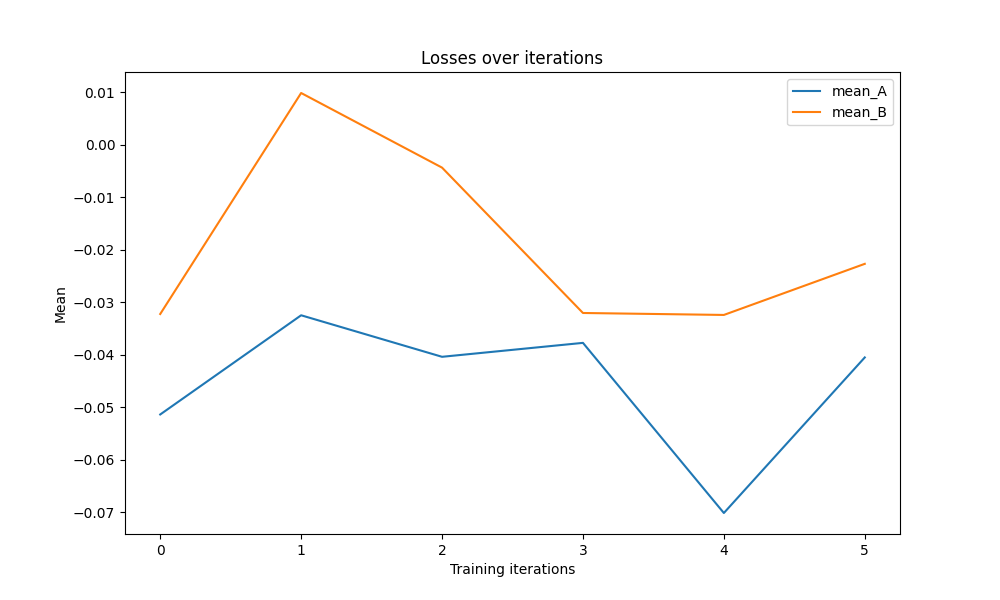 Losses over iterations
mean_A
mean_B
Mean
0.01
0.00
−0.01
−0.02
−0.03
−0.04
−0.05
−0.06
−0.07
0 1 2 3 4 5
Training iterations